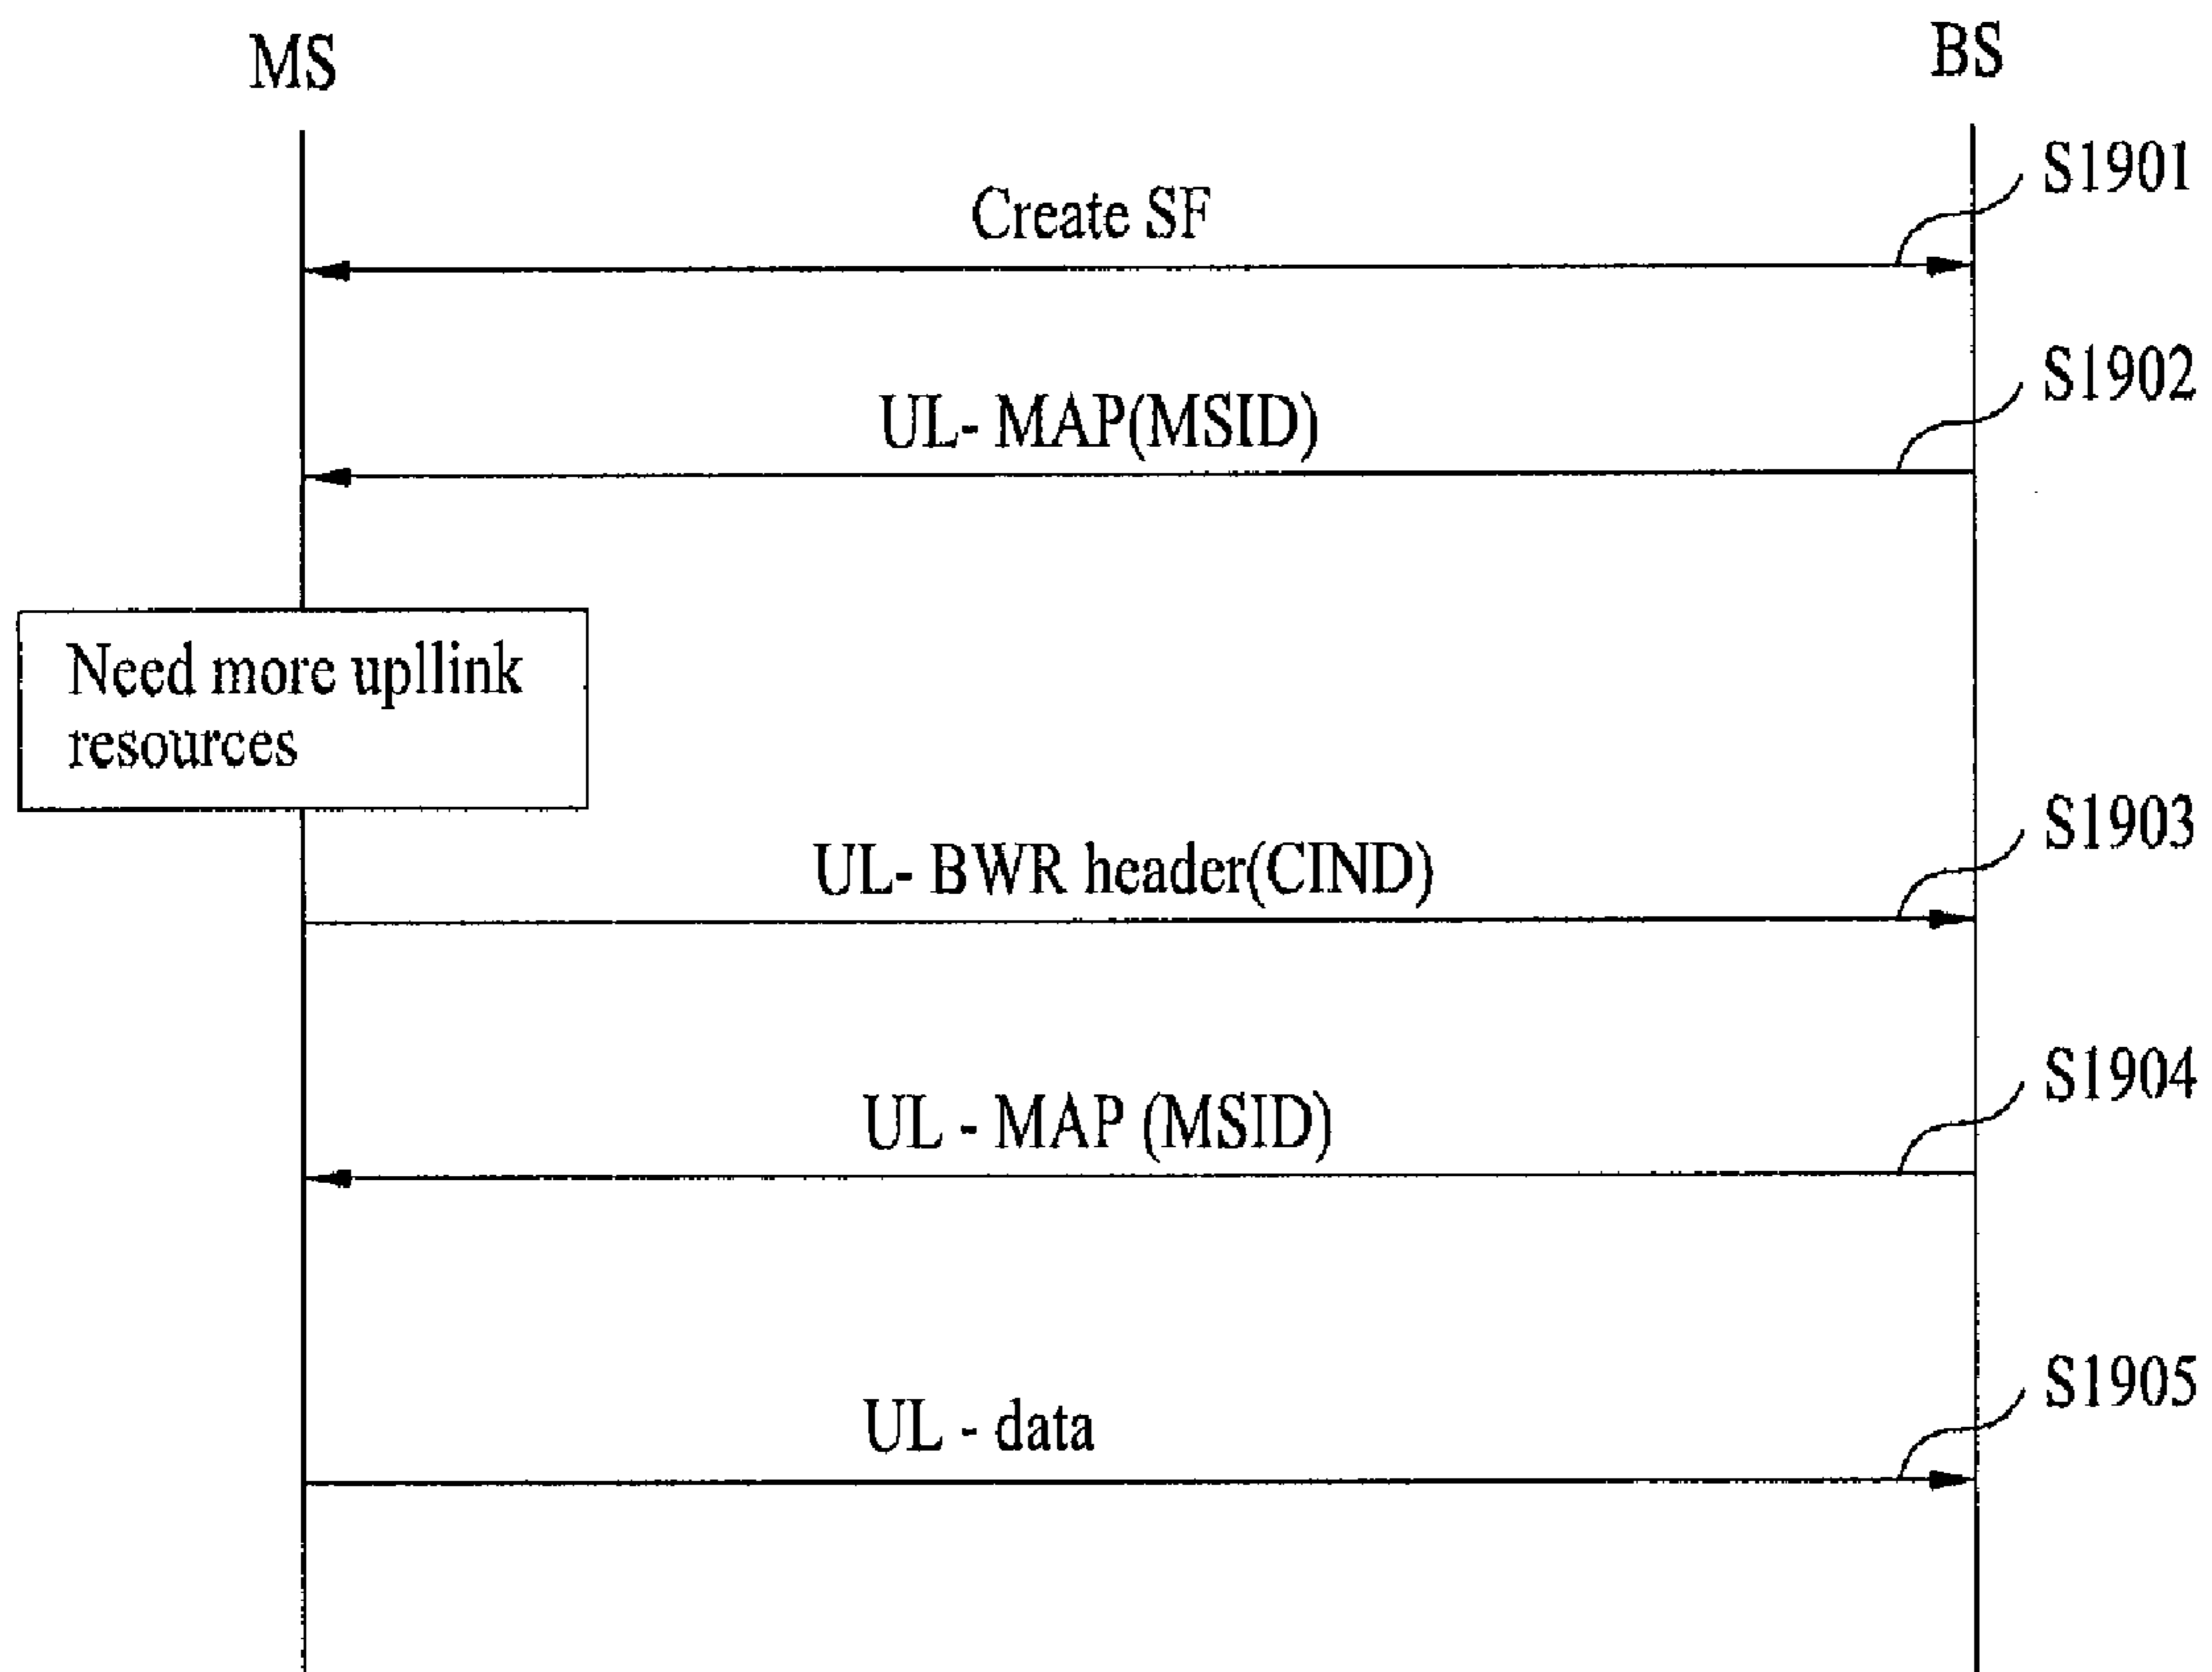 MS
BS
S1901
Create SF
S1902
UL- MAP(MSID)
Need more upllink
resources
S1903
UL- BWR header(CIND)
S1904
UL - MAP (MSID)
S1905
UL - data